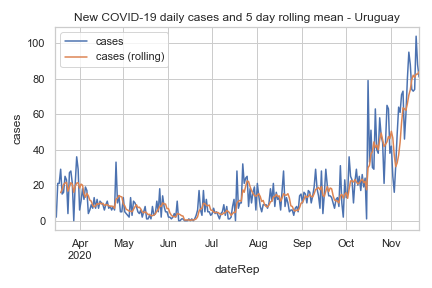 New COVID-19 daily cases and 5 day rolling mean - Uruguay
cases
cases (rolling)
100
80
60
40
20
0
cases
Apr May Jun Jul Aug Sep Oct Nov
2020
dateRep